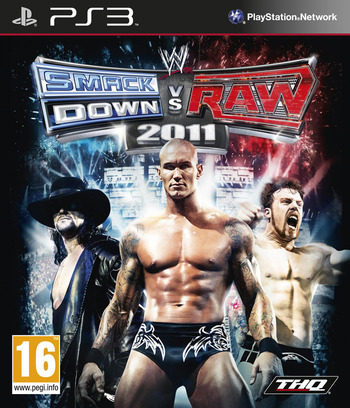 PS3
PlayStation®Network
W
SMACK
DOWN
VS
RAW
2011
16
www.pegi.info
THQ